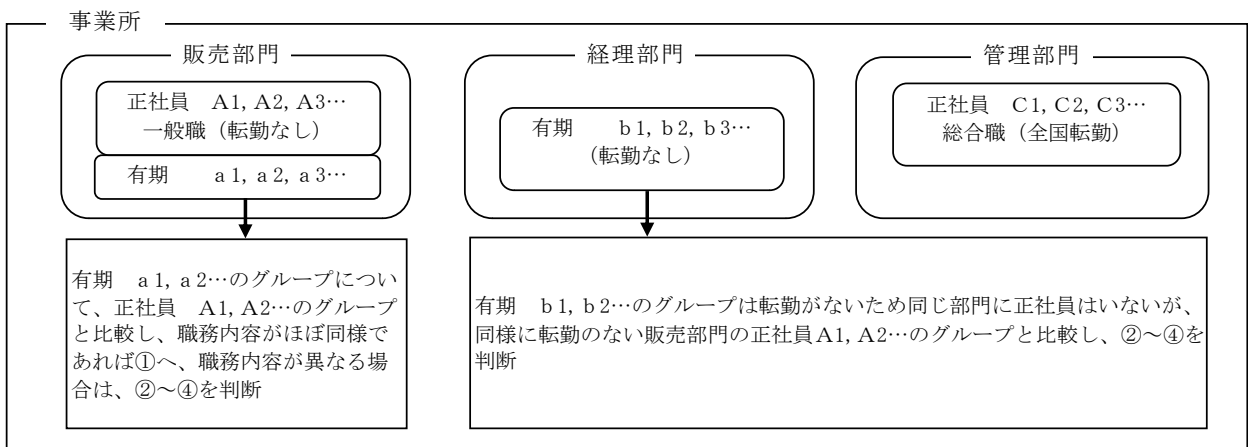 事業所
販売部門
正社員 A1, A2, A3…
一般職（転勤なし）
有期 a1, a2, a3…
経理部門
有期 b1, b2, b3…
（転勤なし）
管理部門
正社員 C1, C2, C3…
総合職（全国転勤）
有期 a1, a2…のグループについ
て、正社員 A1, A2…のグループ
と比較し、職務内容がほぼ同様で
あれば①へ、職務内容が異なる場
合は、②～④を判断
有期 b1, b2…のグループは転勤がないため同じ部門に正社員はいないが、
同様に転勤のない販売部門の正社員A1, A2…のグループと比較し、②～④を
判断